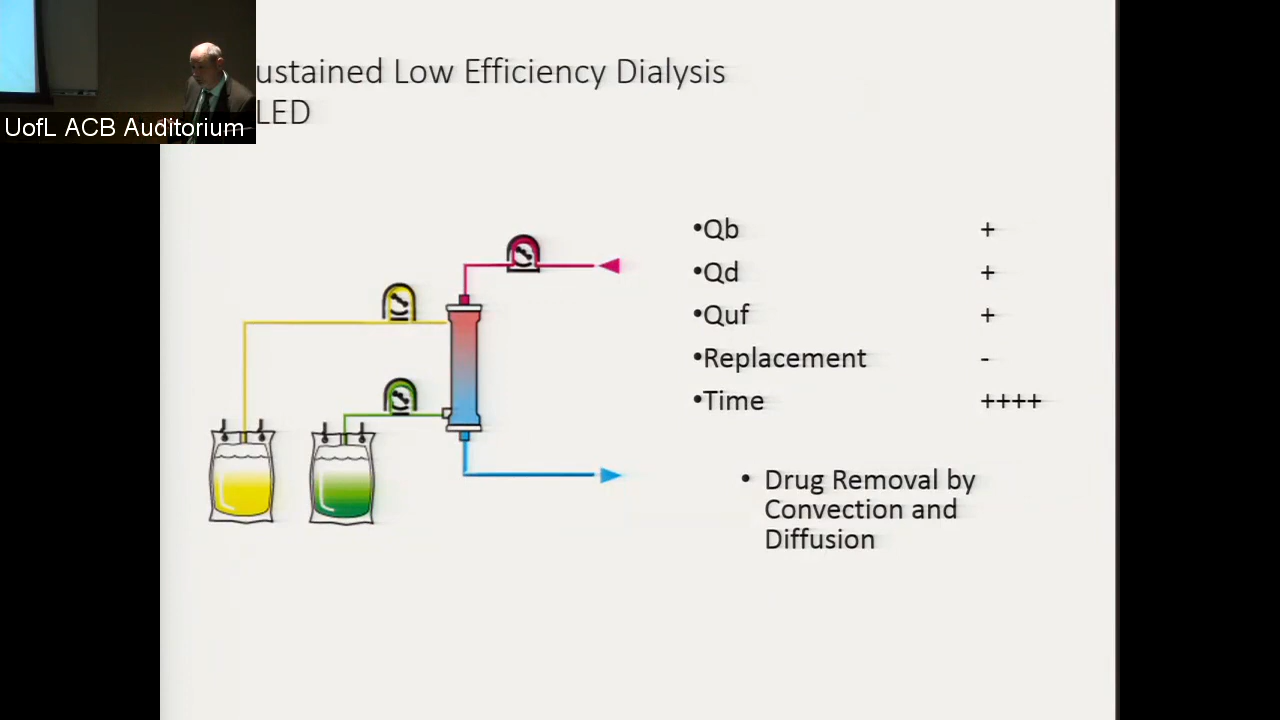 ustained Low Efficiency Dialysis
LED
UofL ACB Auditorium
•Qb +
•Qd +
•Quf +
•Replacement -
•Time ++++
• Drug Removal by
Convection and
Diffusion